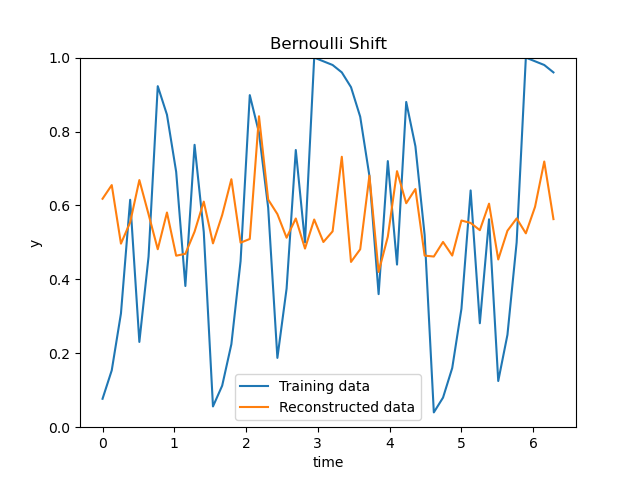 Bernoulli Shift
1.0
0.8
0.6
0.4
0.2
0.0
y
Training data
Reconstructed data
0 1 2 3 4 5 6
time